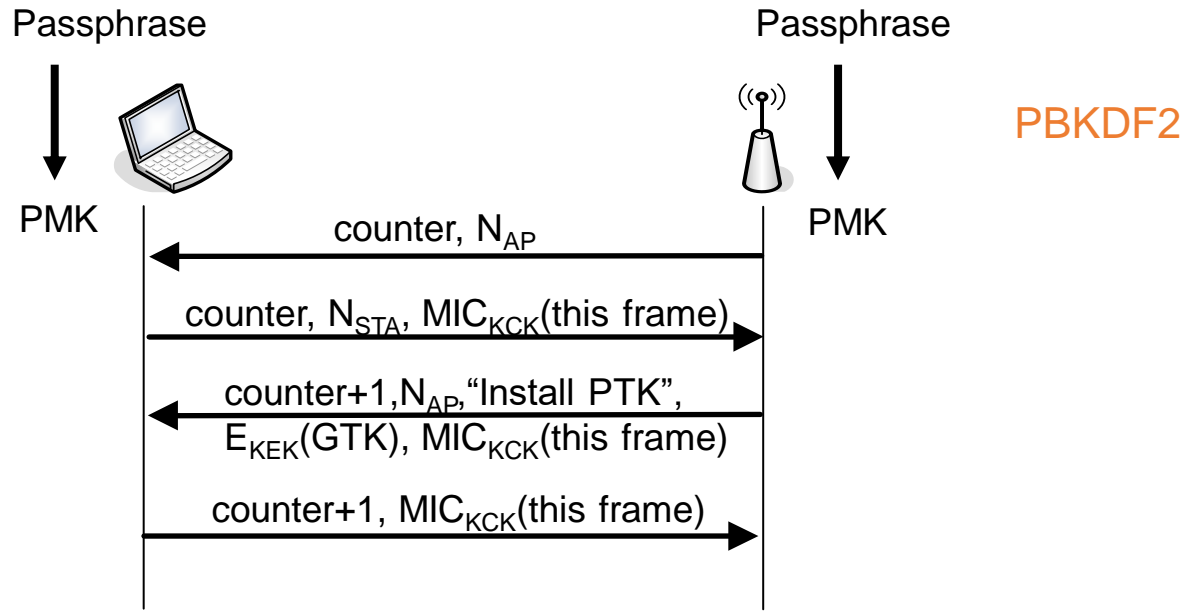 Passphrase
Passphrase
PBKDF2
PMK
PMK
counter, N_AP
counter, N_STA, MIC_KCK(this frame)
counter+1,N_AP,“Install PTK”,
E_KEK(GTK), MIC_KCK(this frame)
counter+1, MIC_KCK(this frame)